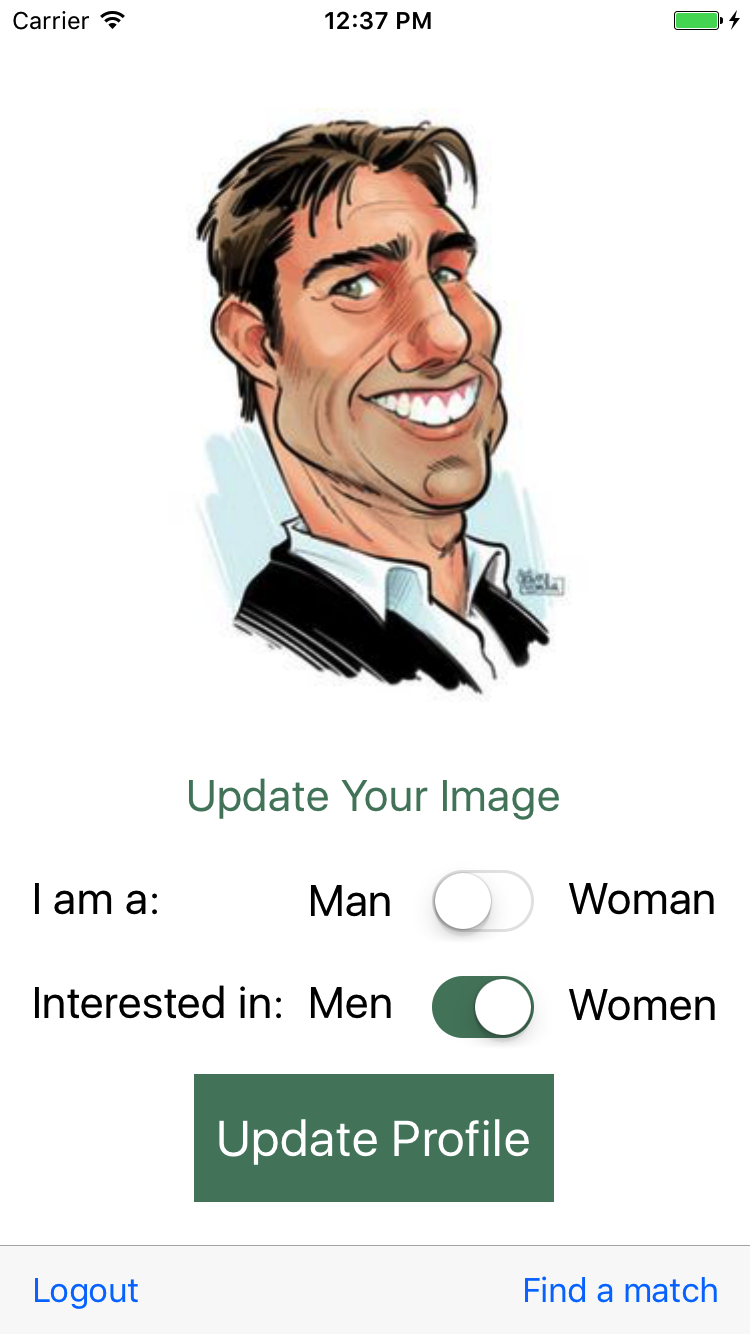 Carrier 12:37 PM
Update Your Image
I am a: Man Woman
Interested in: Men Women
Update Profile
Logout Find a match